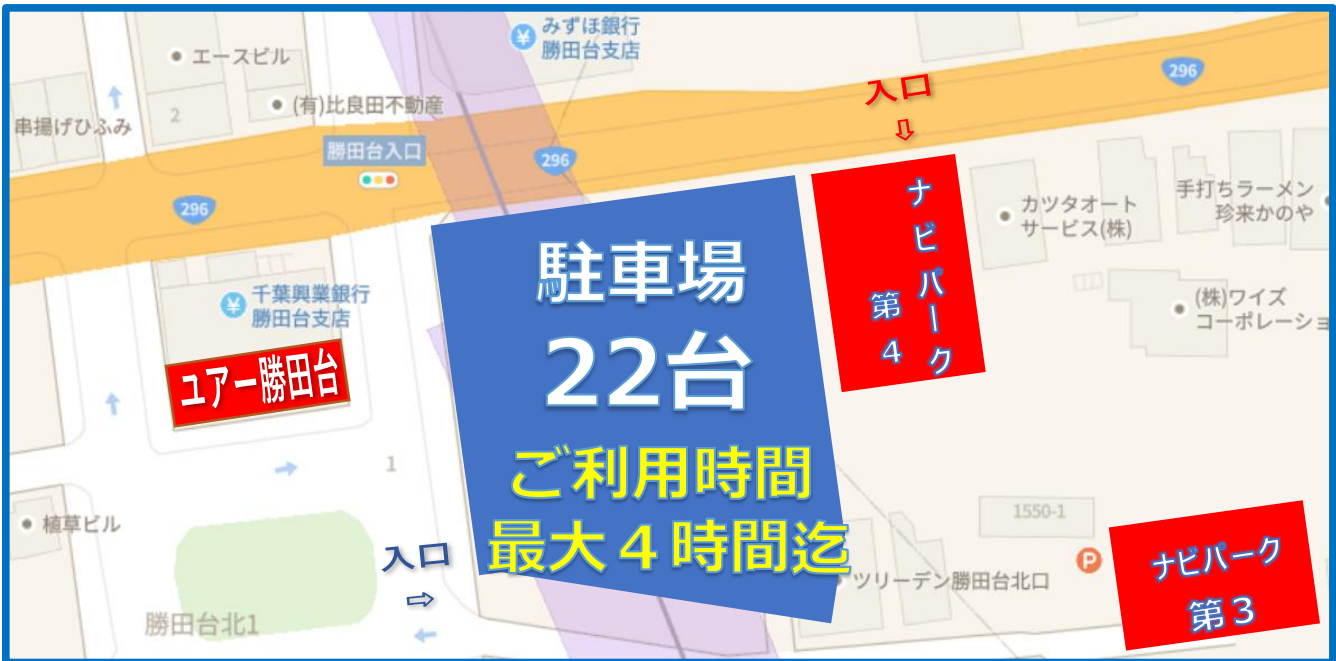 みずほ銀行
勝田台支店
エースビル
296
入口
⇩
2
(有)比良田不動産
串揚げひふみ
勝田台入口
296
296
ナビパーク
第4
カツタオート
サービス(株)
手打ちラーメン
珍来かのや
駐車場
22台
ご利用時間
最大４時間迄
千葉興業銀行
勝田台支店
ユアー勝田台
(株)ワイズ
コーポレーショ
1
植草ビル
1550-1
P
入口
⇨
ツリーデン勝田台北口
ナビパーク
第３
勝田台北1